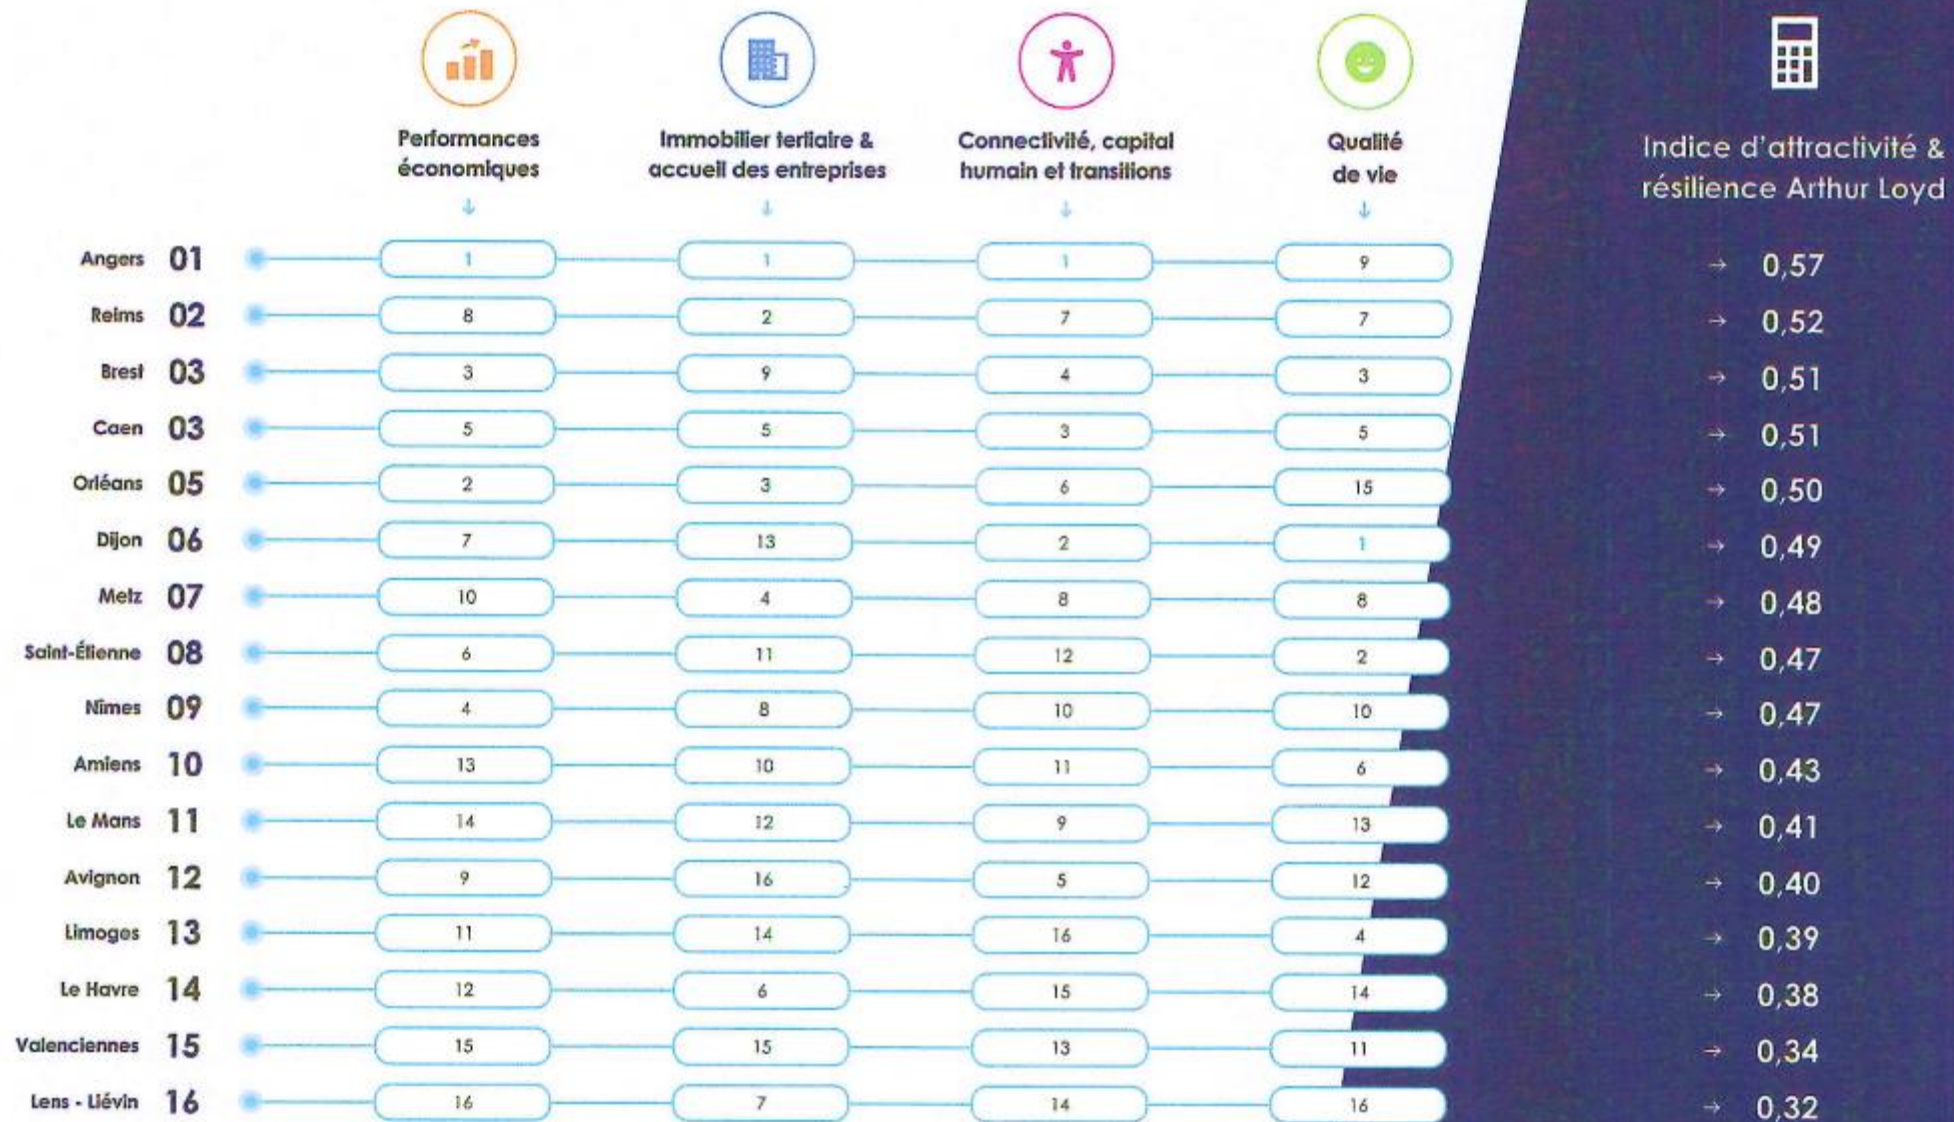 Performances
économiques
Immobilier tertiaire &
accueil des entreprises
Connectivité, capital
humain et transitions
Qualité
de vie
Indice d'attractivité &
résilience Arthur Loyd
Angers 01 1 1 1 9 → 0,57
Reims 02 8 2 7 7 → 0,52
Brest 03 3 9 4 3 → 0,51
Caen 03 5 5 3 5 → 0,51
Orléans 05 2 3 6 15 → 0,50
Dijon 06 7 13 2 1 → 0,49
Metz 07 10 4 8 8 → 0,48
Saint-Étienne 08 6 11 12 2 → 0,47
Nîmes 09 4 8 10 10 → 0,47
Amiens 10 13 10 11 6 → 0,43
Le Mans 11 14 12 9 13 → 0,41
Avignon 12 9 16 5 12 → 0,40
Limoges 13 11 14 16 4 → 0,39
Le Havre 14 12 6 15 14 → 0,38
Valenciennes 15 15 15 13 11 → 0,34
Lens - Liévin 16 16 7 14 16 → 0,32